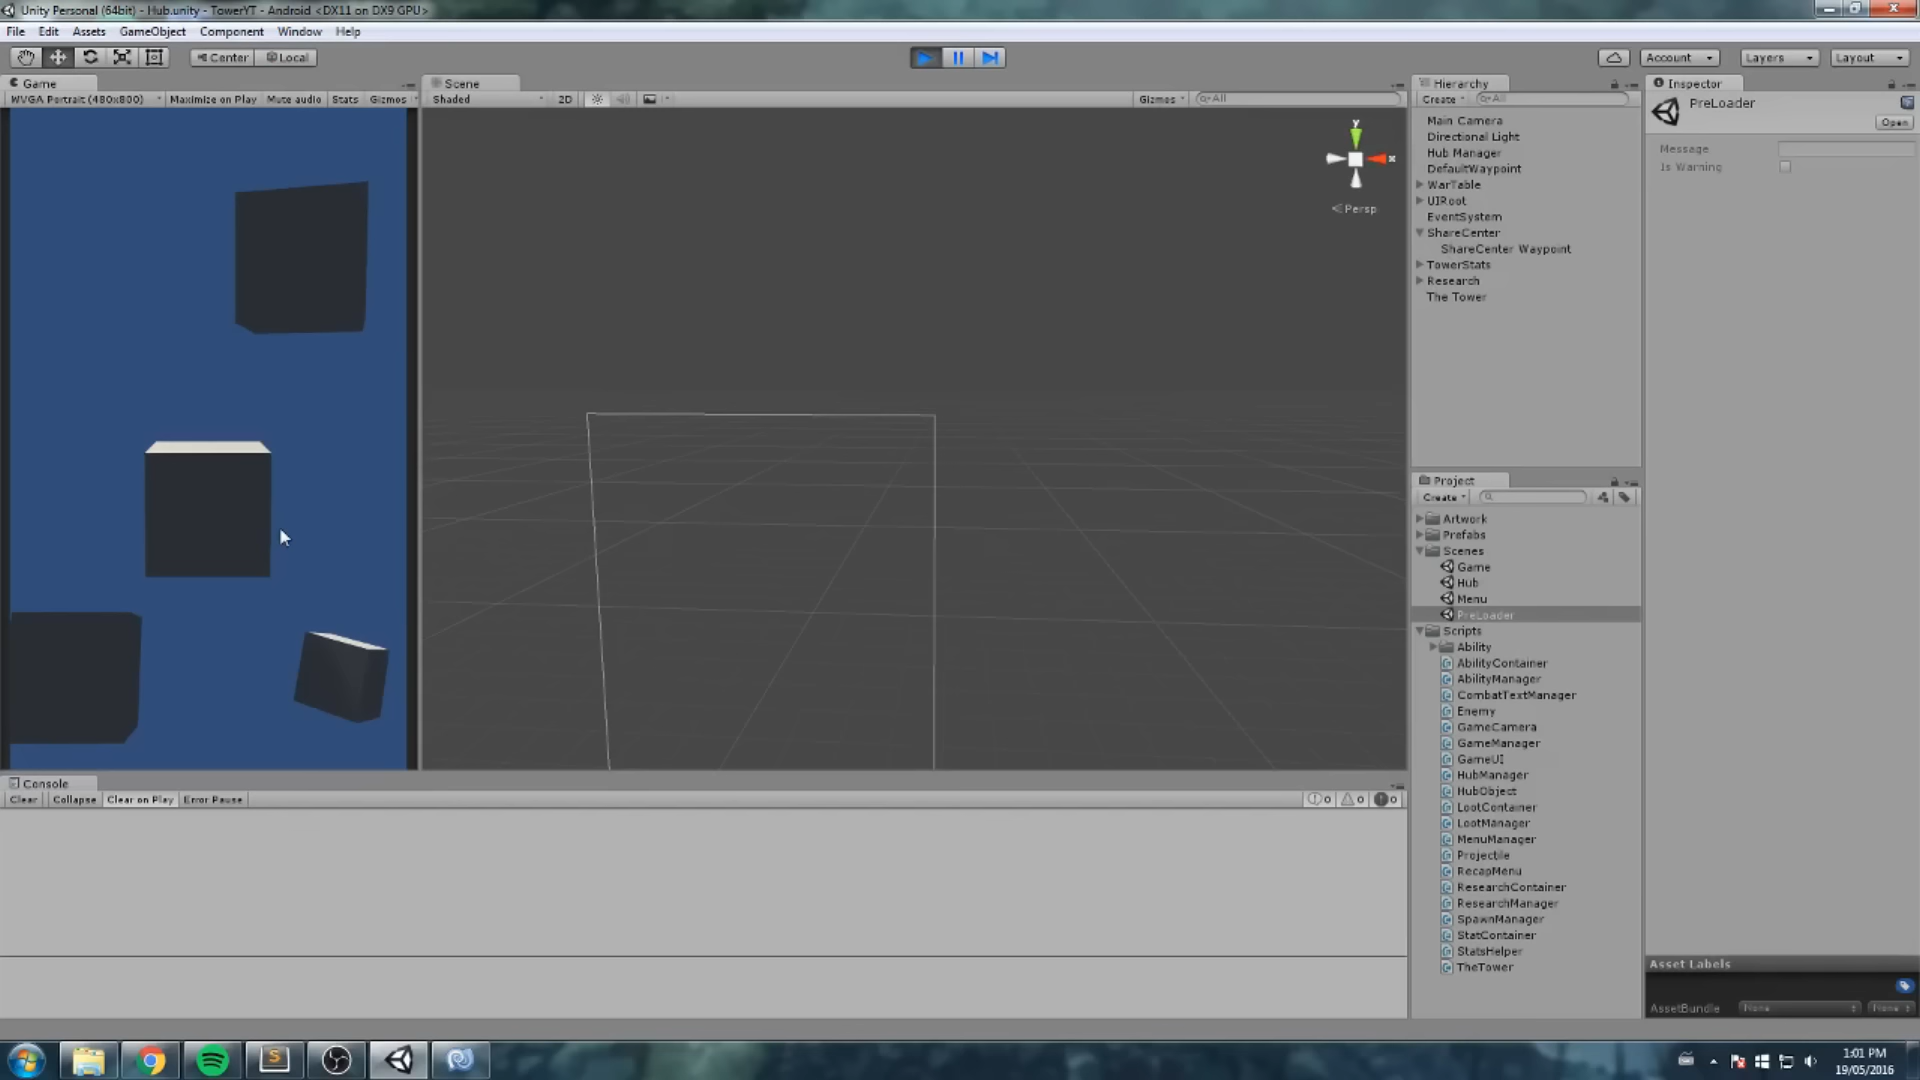 Unity Personal (64bit) - Hub.unity - TowerYT - Android <DX11 on DX9 GPU>
File Edit Assets GameObject Component Window Help
Center Local
Account Layers Layout
Game
WVGA Portrait (480x800) Maximize on Play Mute audio Stats Gizmos
Scene
Shaded 2D Gizmos All
y
x
Persp
Hierarchy
Create All
Main Camera
Directional Light
Hub Manager
DefaultWaypoint
WarTable
UIRoot
EventSystem
ShareCenter
ShareCenter Waypoint
TowerStats
Research
The Tower
Project
Create
Artwork
Prefabs
Scenes
Game
Hub
Menu
PreLoader
Scripts
Ability
AbilityContainer
AbilityManager
CombatTextManager
Enemy
GameCamera
GameManager
GameUI
HubManager
HubObject
LootContainer
LootManager
MenuManager
Projectile
RecapMenu
ResearchContainer
ResearchManager
SpawnManager
StatContainer
StatsHelper
TheTower
Inspector
PreLoader
Open
Message
Is Warning
Asset Labels
AssetBundle None None
Console
Clear Collapse Clear on Play Error Pause 0 0 0
1:01 PM
19/05/2016